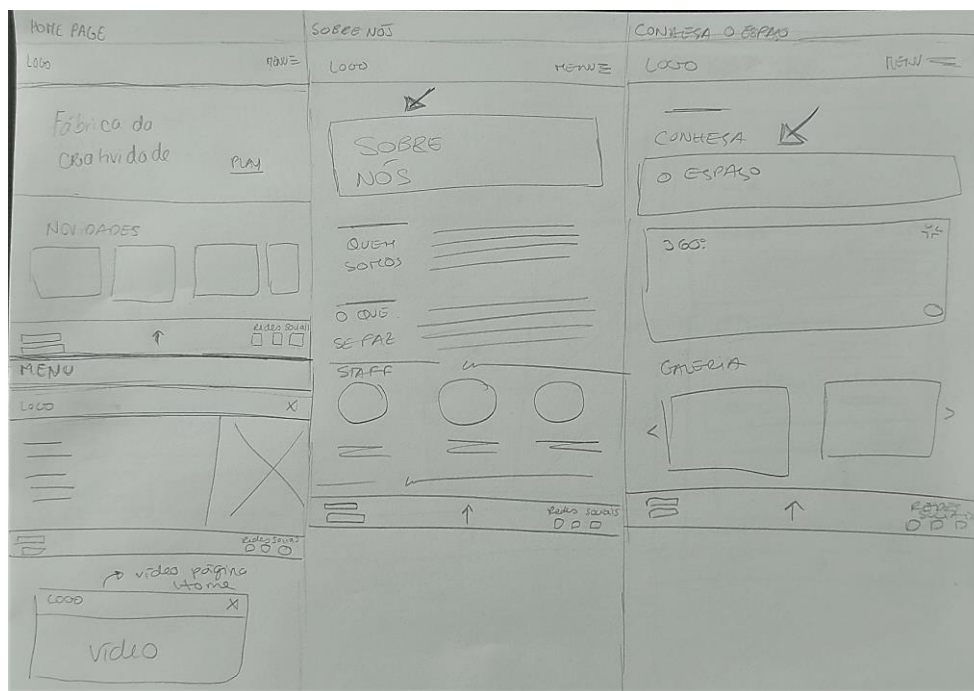 HOME PAGE
LOGO MENU
Fábrica da
criatividade
PLAY
NOVIDADES
Redes Sociais
MENU
LOGO X
Redes Sociais
vídeo página
Home
LOGO X
vídeo
SOBRE NÓS
LOGO MENU
SOBRE
NÓS
QUEM
SOMOS
O QUE
SE FAZ
STAFF
Redes Sociais
CONHESA O ESPAÇO
LOGO MENU
CONHESA
O ESPAÇO
360º
GALERIA
< >
REDES
SOCIAIS